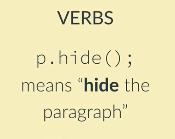 VERBS
p.hide();
means “hide the
paragraph”